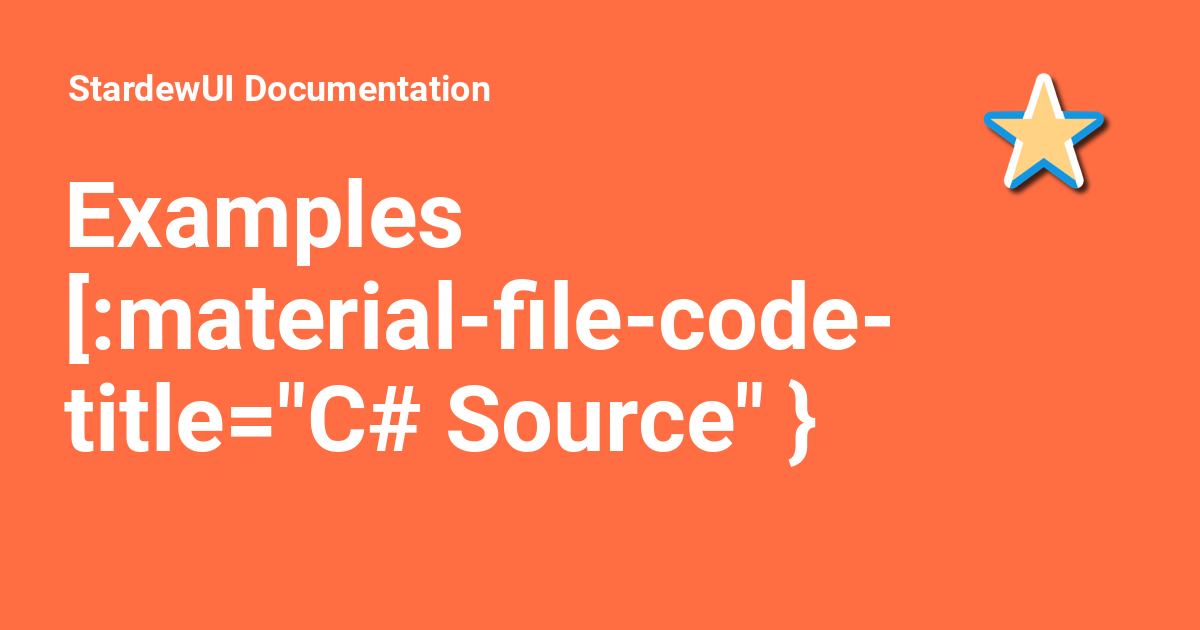 StardewUI Documentation
Examples
[:material-file-code-
title="C# Source" }